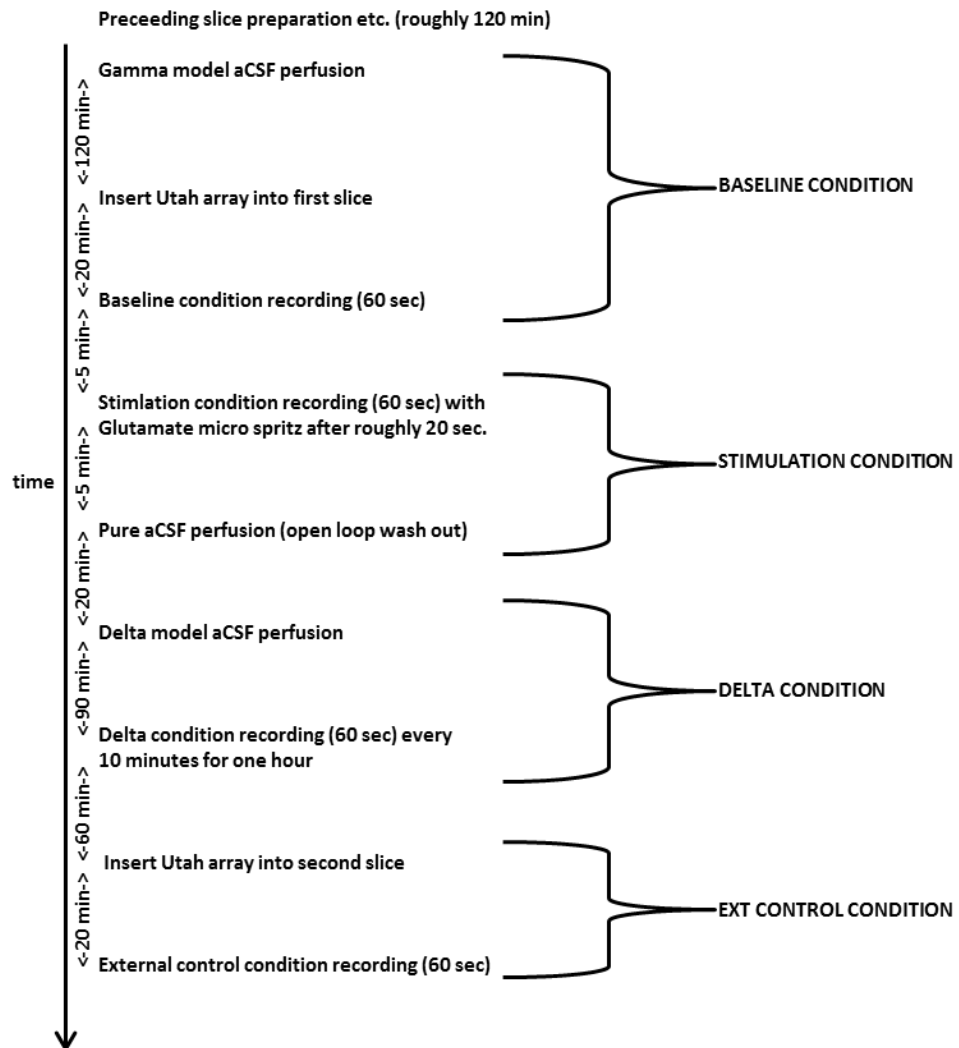 Preceeding slice preparation etc. (roughly 120 min)
Gamma model aCSF perfusion
<-120 min->
Insert Utah array into first slice
BASELINE CONDITION
<-20 min->
Baseline condition recording (60 sec)
<-5 min->
Stimlation condition recording (60 sec) with
Glutamate micro spritz after roughly 20 sec.
STIMULATION CONDITION
<-5 min->
time
Pure aCSF perfusion (open loop wash out)
<-20 min->
Delta model aCSF perfusion
<-90 min->
DELTA CONDITION
Delta condition recording (60 sec) every
10 minutes for one hour
<-60 min->
Insert Utah array into second slice
<-20 min->
EXT CONTROL CONDITION
External control condition recording (60 sec)